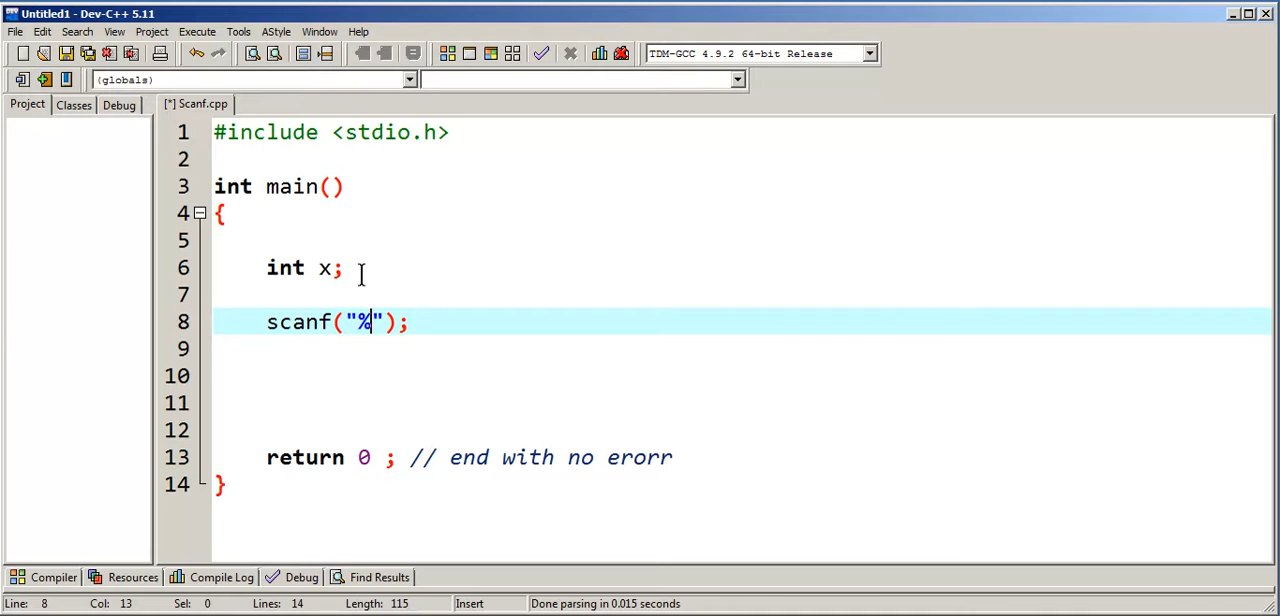 Untitled1 - Dev-C++ 5.11
File Edit Search View Project Execute Tools AStyle Window Help
TDM-GCC 4.9.2 64-bit Release
(globals)
Project Classes Debug [*] Scanf.cpp
1 #include <stdio.h>
2
3 int main()
4 {
5
6 int x;
7
8 scanf("%");
9
10
11
12
13 return 0 ; // end with no erorr
14 }
Compiler Resources Compile Log Debug Find Results
Line: 8 Col: 13 Sel: 0 Lines: 14 Length: 115 Insert Done parsing in 0.015 seconds